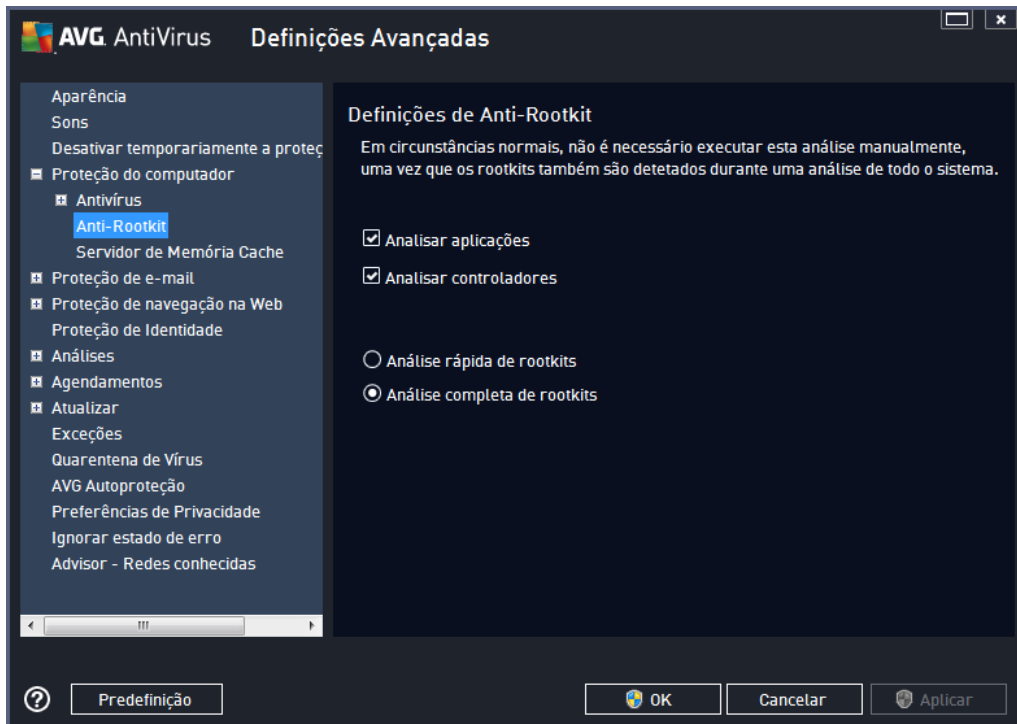 AVG AntiVirus Definições Avançadas
Aparência
Sons
Desativar temporariamente a proteç
Proteção do computador
Antivírus
Anti-Rootkit
Servidor de Memória Cache
Proteção de e-mail
Proteção de navegação na Web
Proteção de Identidade
Análises
Agendamentos
Atualizar
Exceções
Quarentena de Vírus
AVG Autoproteção
Preferências de Privacidade
Ignorar estado de erro
Advisor - Redes conhecidas
Definições de Anti-Rootkit
Em circunstâncias normais, não é necessário executar esta análise manualmente,
uma vez que os rootkits também são detetados durante uma análise de todo o sistema.
Analisar aplicações
Analisar controladores
Análise rápida de rootkits
Análise completa de rootkits
Predefinição
OK
Cancelar
Aplicar